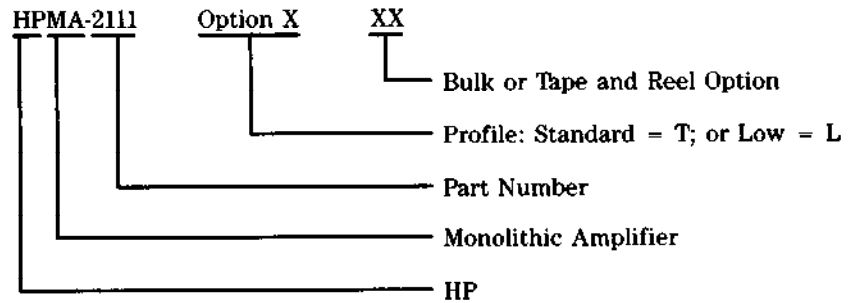 HPMA-2111 Option X XX
Bulk or Tape and Reel Option
Profile: Standard = T; or Low = L
Part Number
Monolithic Amplifier
HP